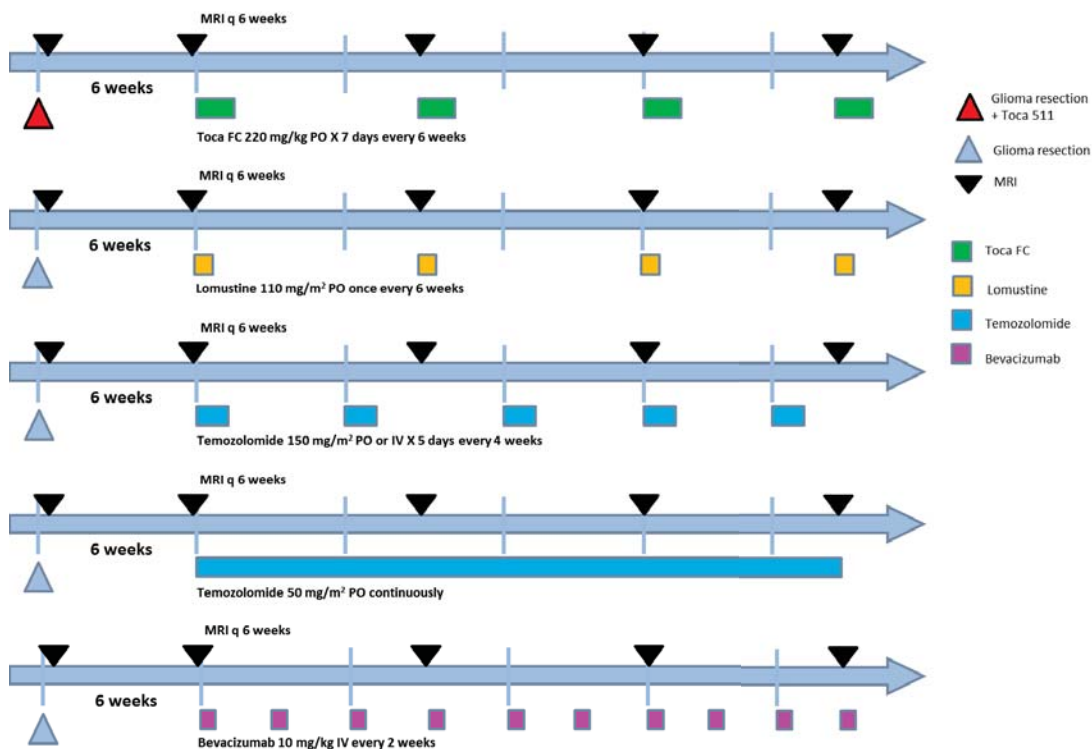 MRI q 6 weeks
6 weeks
Toca FC 220 mg/kg PO X 7 days every 6 weeks
MRI q 6 weeks
6 weeks
Lomustine 110 mg/m² PO once every 6 weeks
MRI q 6 weeks
6 weeks
Temozolomide 150 mg/m² PO or IV X 5 days every 4 weeks
MRI q 6 weeks
6 weeks
Temozolomide 50 mg/m² PO continuously
MRI q 6 weeks
6 weeks
Bevacizumab 10 mg/kg IV every 2 weeks
Glioma resection
+ Toca 511
Glioma resection
MRI
Toca FC
Lomustine
Temozolomide
Bevacizumab